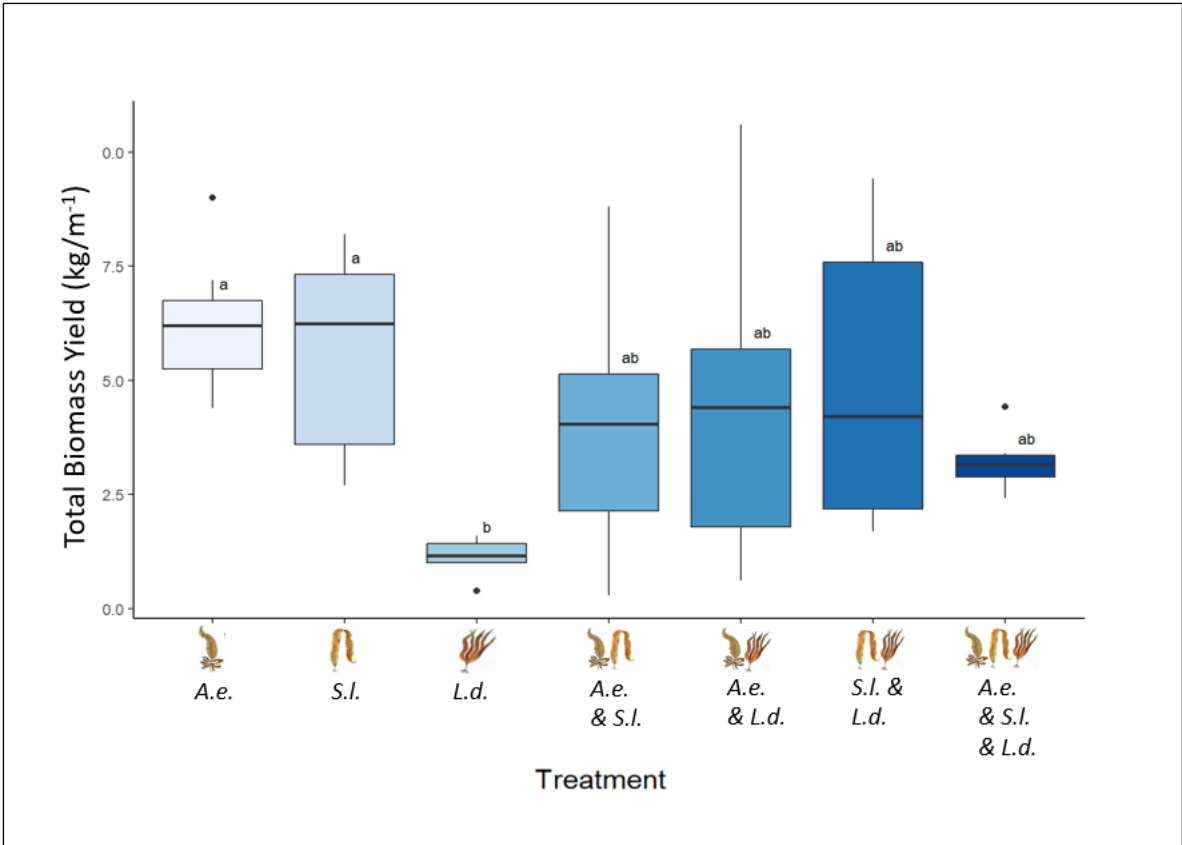 Total Biomass Yield (kg/m⁻¹)
0.0
7.5
5.0
2.5
0.0
a
a
b
ab
ab
ab
ab
A.e.
S.l.
L.d.
A.e.
& S.l.
A.e.
& L.d.
S.l. &
L.d.
A.e.
& S.l.
& L.d.
Treatment